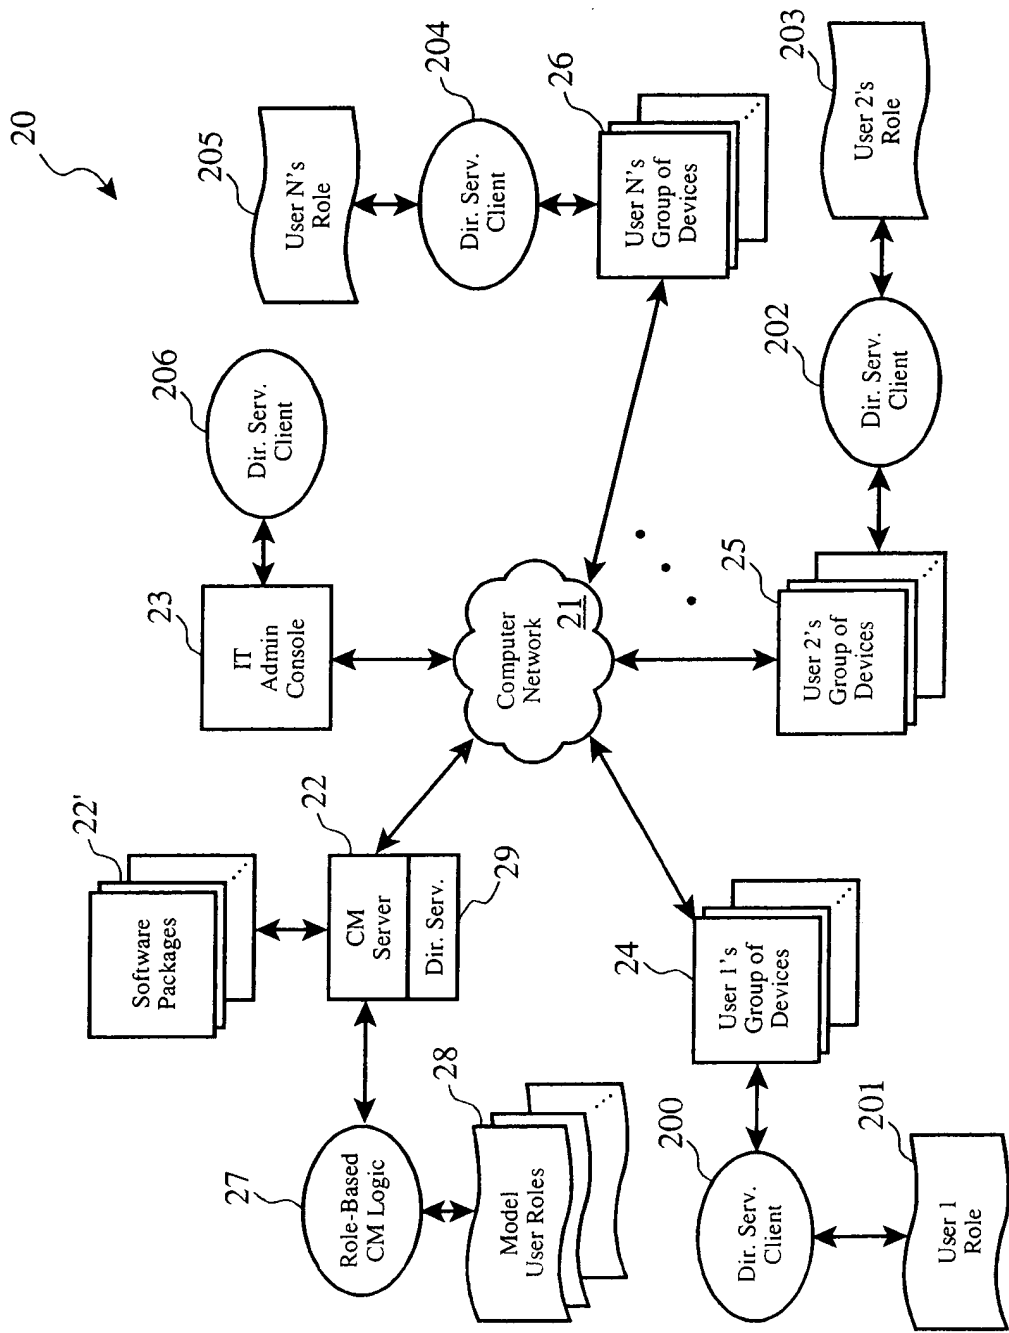 20
22'
Software
Packages
23
IT
Admin
Console
206
Dir. Serv.
Client
205
User N's
Role
27
Role-Based
CM Logic
22
CM
Server
Dir. Serv.
29
204
Dir. Serv.
Client
28
Model
User Roles
Computer
Network
21
26
User N's
Group of
Devices
200
Dir. Serv.
Client
24
User 1's
Group of
Devices
25
User 2's
Group of
Devices
202
Dir. Serv.
Client
203
User 2's
Role
201
User 1
Role